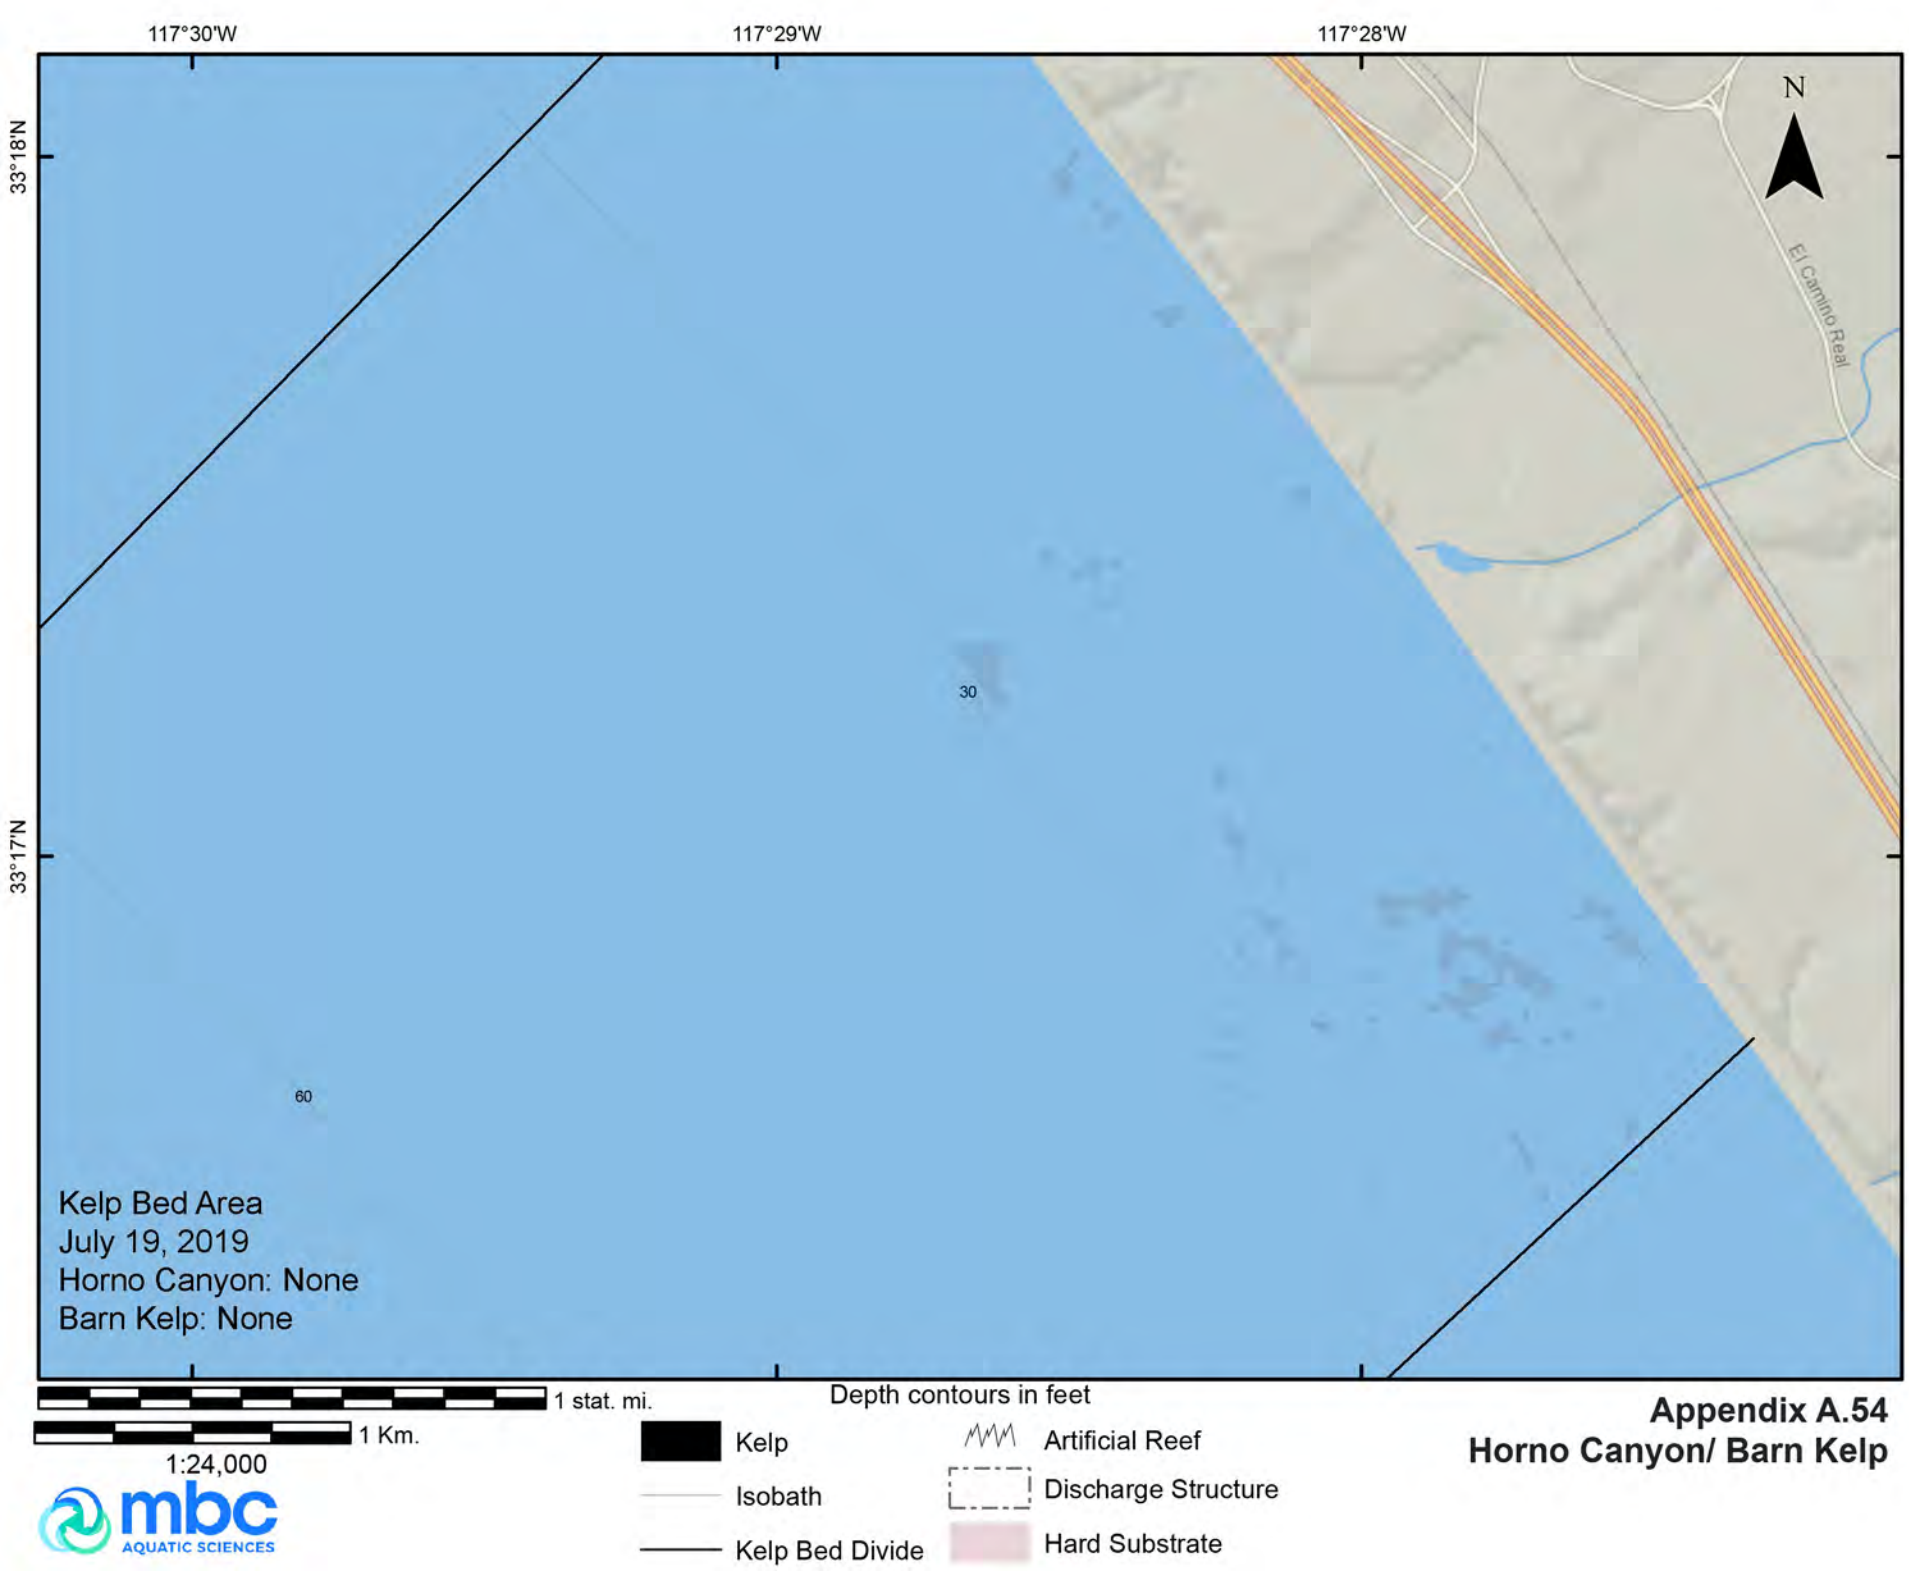 117°30'W
117°29'W
117°28'W
33°18'N
N
El Camino Real
30
33°17'N
60
Kelp Bed Area
July 19, 2019
Horno Canyon: None
Barn Kelp: None
1 stat. mi.
1 Km.
1:24,000
mbc
AQUATIC SCIENCES
Depth contours in feet
Kelp
Isobath
Kelp Bed Divide
Artificial Reef
Discharge Structure
Hard Substrate
Appendix A.54
Horno Canyon/ Barn Kelp